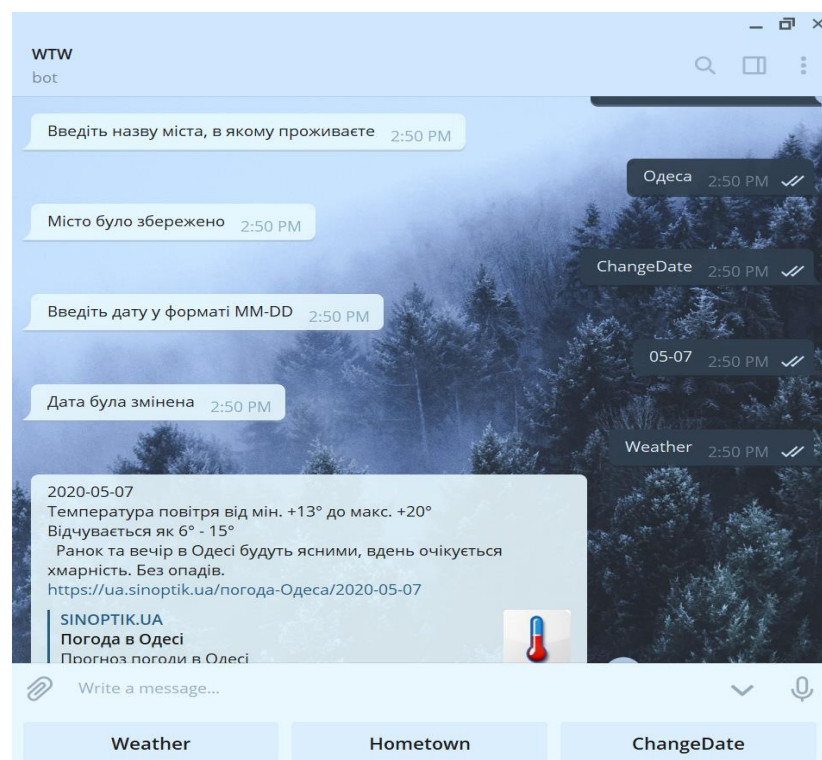 WTW
bot
Введіть назву міста, в якому проживаєте 2:50 PM
Одеса 2:50 PM
Місто було збережено 2:50 PM
ChangeDate 2:50 PM
Введіть дату у форматі MM-DD 2:50 PM
05-07 2:50 PM
Дата була змінена 2:50 PM
Weather 2:50 PM
2020-05-07
Температура повітря від мін. +13° до макс. +20°
Відчувається як 6° - 15°
Ранок та вечір в Одесі будуть ясними, вдень очікується
хмарність. Без опадів.
https://ua.sinoptik.ua/погода-Одеса/2020-05-07
SINOPTIK.UA
Погода в Одесі
Прогноз погоди в Одесі
Write a message...
Weather Hometown ChangeDate